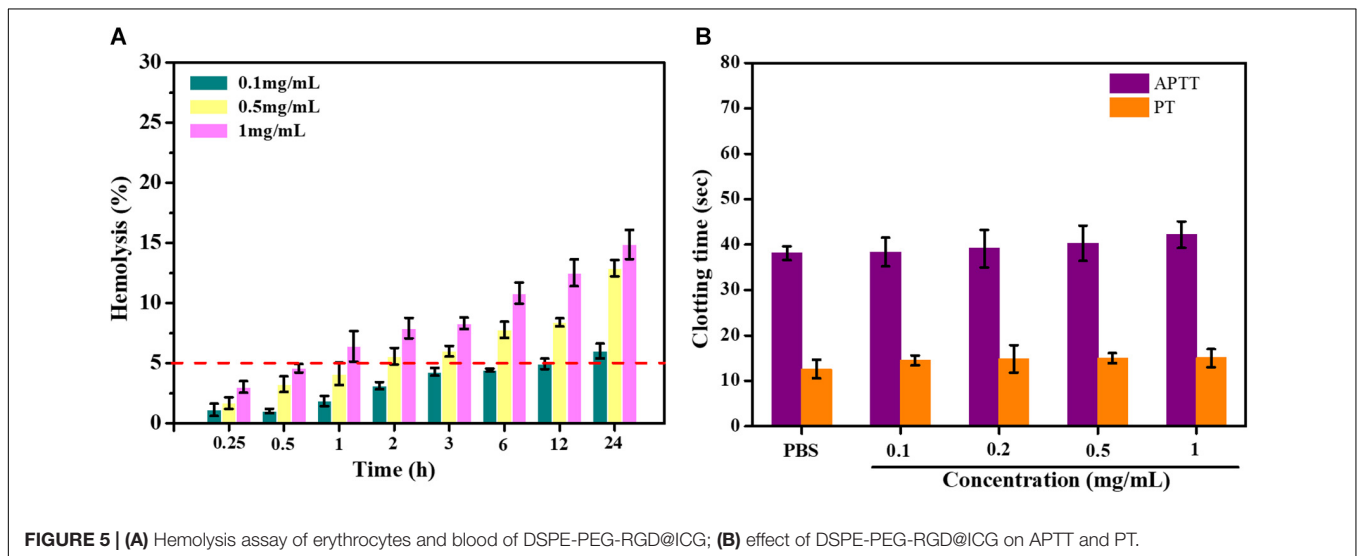 A
30
25
20
15
10
5
0
Hemolysis (%)
0.1mg/mL
0.5mg/mL
1mg/mL
0.25 0.5 1 2 3 6 12 24
Time (h)
B
80
70
60
50
40
30
20
10
0
Clotting time (sec)
APTT
PT
PBS 0.1 0.2 0.5 1
Concentration (mg/mL)
FIGURE 5 | (A) Hemolysis assay of erythrocytes and blood of DSPE-PEG-RGD@ICG; (B) effect of DSPE-PEG-RGD@ICG on APTT and PT.